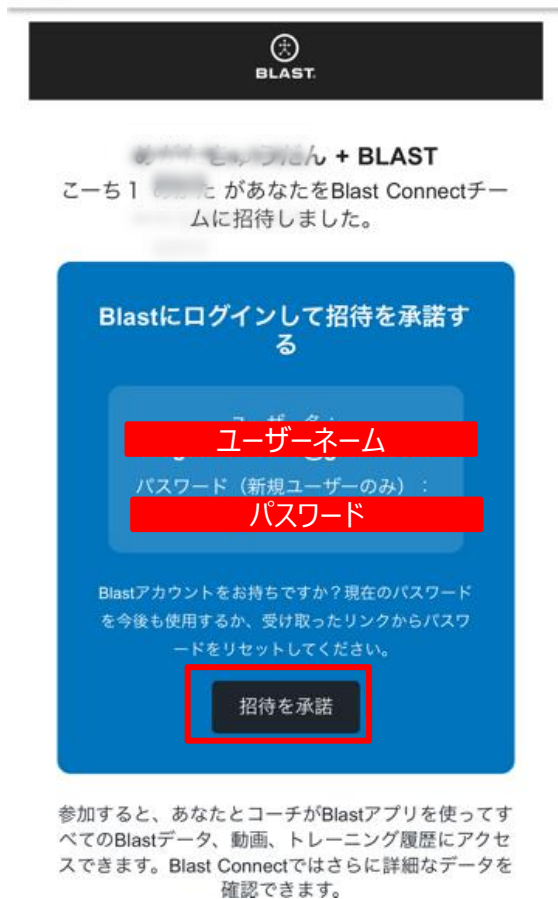 BLAST
ん + BLAST
こーち1 があなたをBlast Connectチー
ムに招待しました。
Blastにログインして招待を承諾す
る
ユーザーネーム
パスワード(新規ユーザーのみ):
パスワード
Blastアカウントをお持ちですか?現在のパスワード
を今後も使用するか、受け取ったリンクからパスワ
ードをリセットしてください。
招待を承諾
参加すると、あなたとコーチがBlastアプリを使ってす
べてのBlastデータ、動画、トレーニング履歴にアクセ
スできます。Blast Connectではさらに詳細なデータを
確認できます。